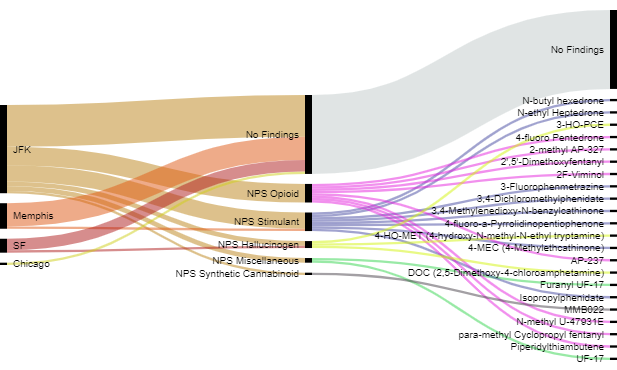 JFK
Memphis
SF
Chicago
No Findings
NPS Opioid
NPS Stimulant
NPS Hallucinogen
NPS Miscellaneous
NPS Synthetic Cannabinoid
No Findings
N-butyl hexedrone
N-ethyl Heptedrone
3-HO-PCE
4-fluoro Pentedrone
2-methyl AP-327
2',5'-Dimethoxyfentanyl
2F-Viminol
3-Fluorophenmetrazine
3,4-Dichloromethylphenidate
3,4-Methylenedioxy-N-benzylcathinone
4-fluoro-a-Pyrrolidinopentiophenone
4-HO-MET (4-hydroxy-N-methyl-N-ethyl tryptamine)
4-MEC (4-Methylethcathinone)
AP-237
DOC (2,5-Dimethoxy-4-chloroamphetamine)
Furanyl UF-17
Isopropylphenidate
MMB022
N-methyl U-47931E
para-methyl Cyclopropyl fentanyl
Piperidylthiambutene
UF-17